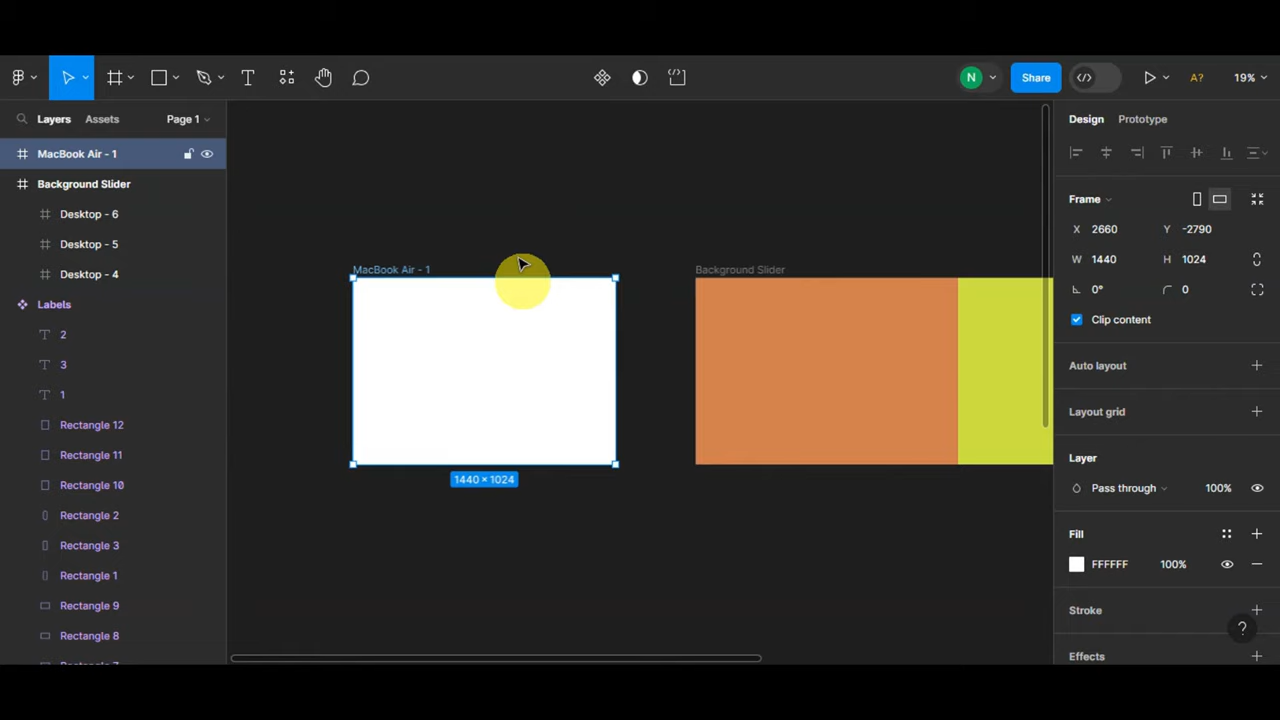 N
Share
A?
19%
Layers
Assets
Page 1
Design
Prototype
MacBook Air - 1
Background Slider
Desktop - 6
Desktop - 5
Desktop - 4
Labels
2
3
1
Rectangle 12
Rectangle 11
Rectangle 10
Rectangle 2
Rectangle 3
Rectangle 1
Rectangle 9
Rectangle 8
MacBook Air - 1
Background Slider
1440 × 1024
Frame
X 2660 Y -2790
W 1440 H 1024
0° 0
Clip content
Auto layout
Layout grid
Layer
Pass through 100%
Fill
FFFFFF 100%
Stroke
?
Effects